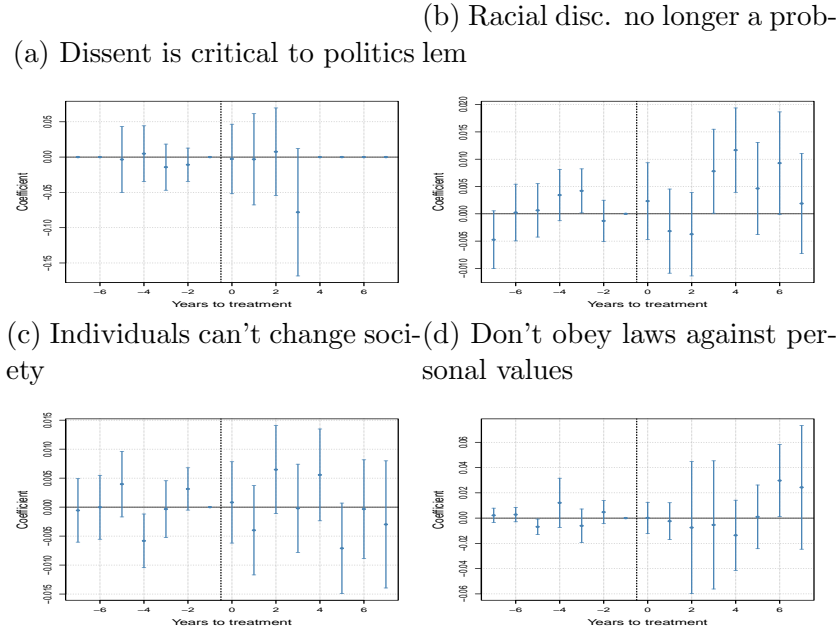 (b) Racial disc. no longer a prob-
(a) Dissent is critical to politics lem
Coefficient
0.05
0.00
−0.05
−0.10
−0.15
−6 −4 −2 0 2 4 6
Years to treatment
Coefficient
0.020
0.015
0.010
0.005
0.000
−0.005
−0.010
−6 −4 −2 0 2 4 6
Years to treatment
(c) Individuals can't change soci-(d) Don't obey laws against per-
ety sonal values
Coefficient
0.015
0.010
0.005
0.000
−0.005
−0.010
−0.015
−6 −4 −2 0 2 4 6
Years to treatment
Coefficient
0.06
0.04
0.02
0.00
−0.02
−0.04
−0.06
−6 −4 −2 0 2 4 6
Years to treatment